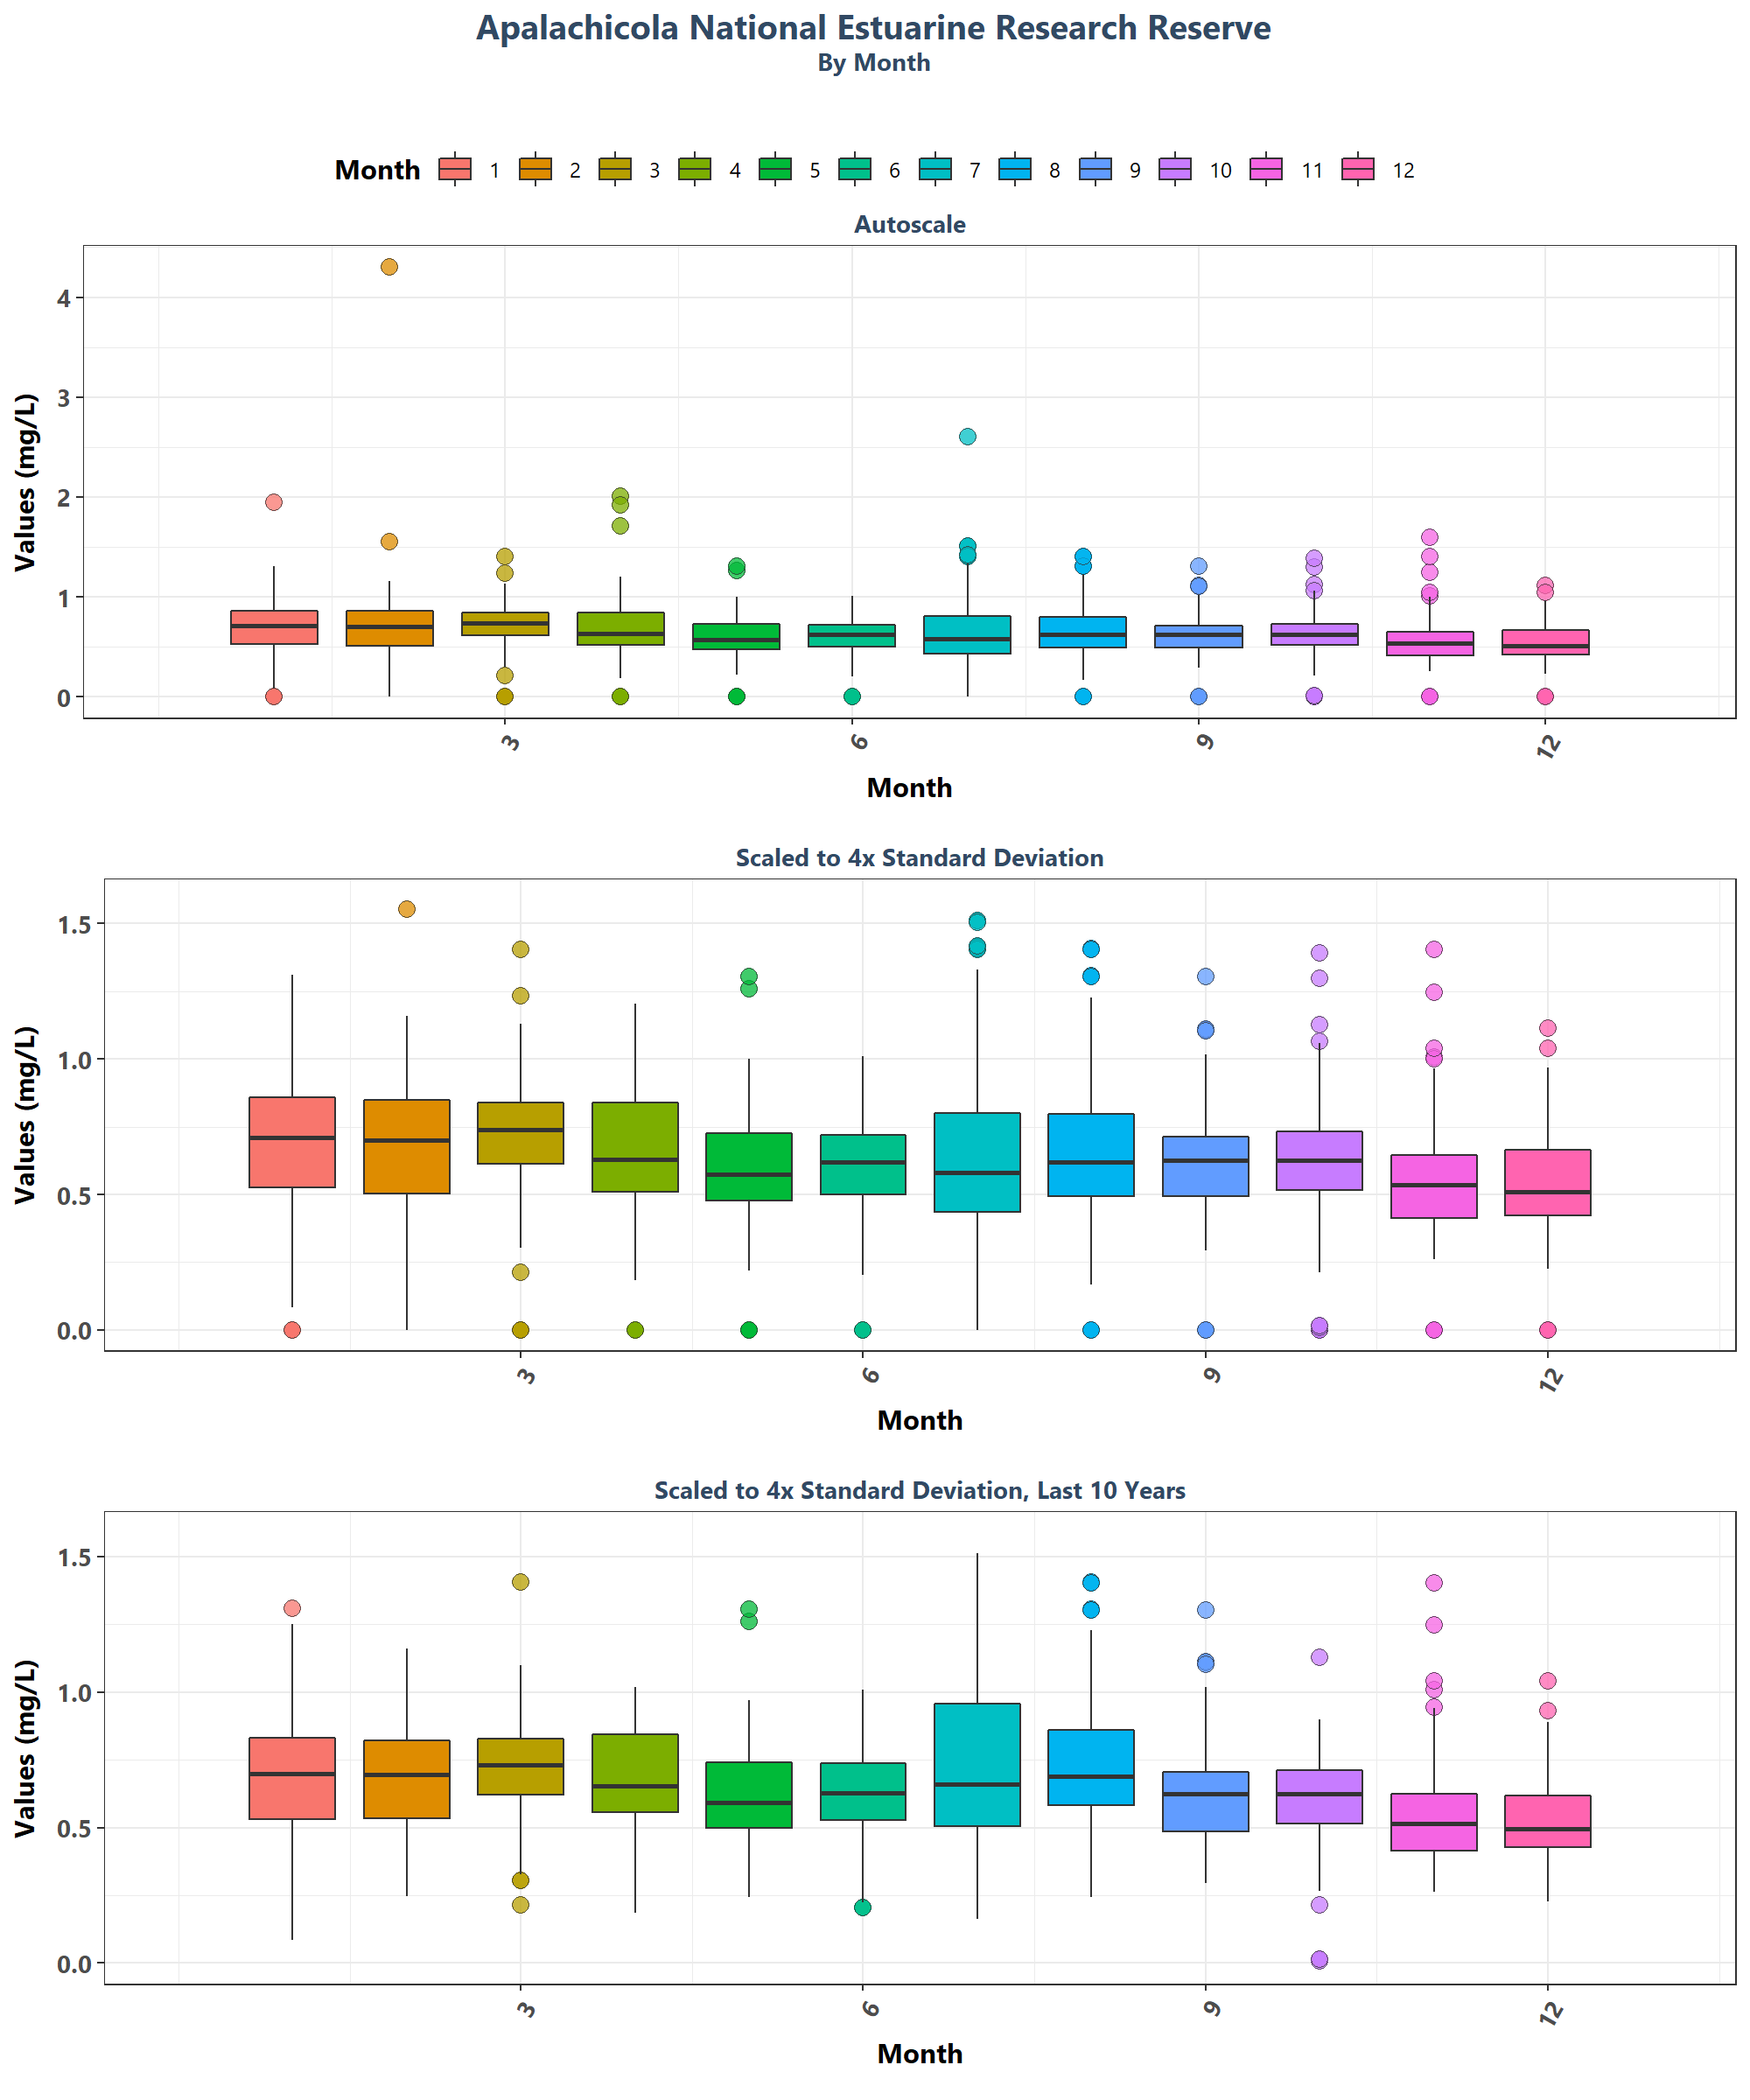 Apalachicola National Estuarine Research Reserve
By Month
Month 1 2 3 4 5 6 7 8 9 10 11 12
Autoscale
Values (mg/L)
4
3
2
1
0
3 6 9 12
Month
Scaled to 4x Standard Deviation
Values (mg/L)
1.5
1.0
0.5
0.0
3 6 9 12
Month
Scaled to 4x Standard Deviation, Last 10 Years
Values (mg/L)
1.5
1.0
0.5
0.0
3 6 9 12
Month